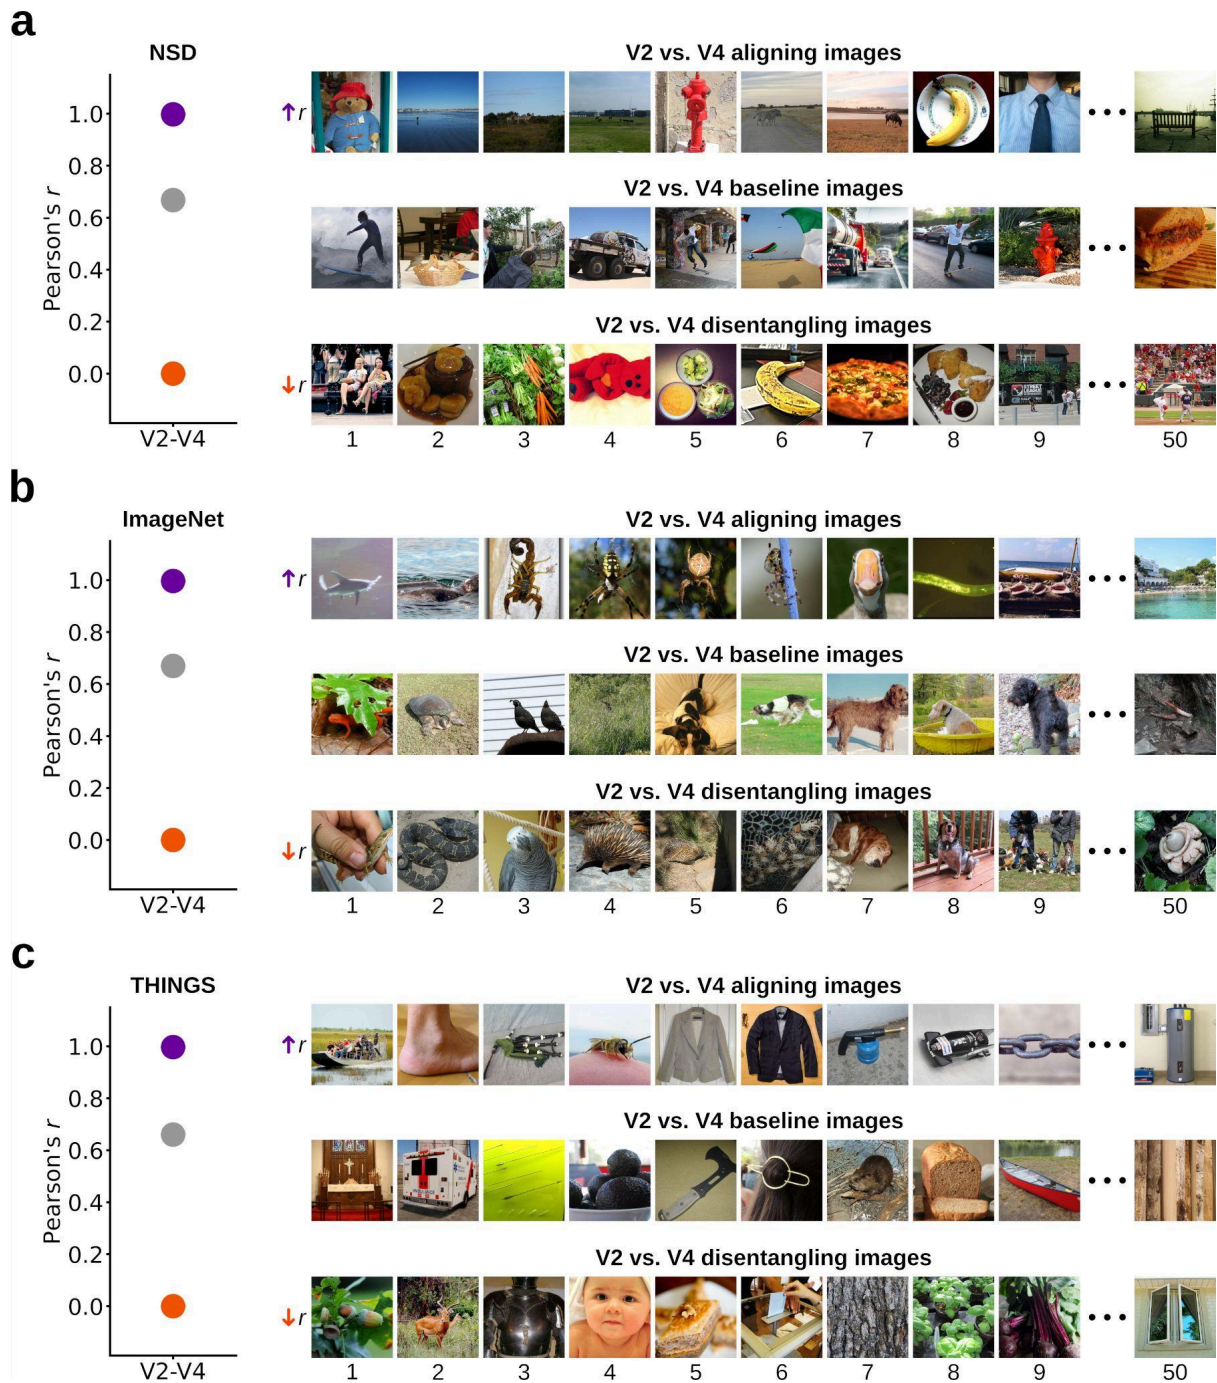 a
NSD
V2 vs. V4 aligning images
Pearson's r
1.0
0.8
0.6
0.4
0.2
0.0
V2-V4
↑r
V2 vs. V4 baseline images
V2 vs. V4 disentangling images
↓r
1 2 3 4 5 6 7 8 9 50
b
ImageNet
V2 vs. V4 aligning images
Pearson's r
1.0
0.8
0.6
0.4
0.2
0.0
V2-V4
↑r
V2 vs. V4 baseline images
V2 vs. V4 disentangling images
↓r
1 2 3 4 5 6 7 8 9 50
c
THINGS
V2 vs. V4 aligning images
Pearson's r
1.0
0.8
0.6
0.4
0.2
0.0
V2-V4
↑r
V2 vs. V4 baseline images
V2 vs. V4 disentangling images
↓r
1 2 3 4 5 6 7 8 9 50